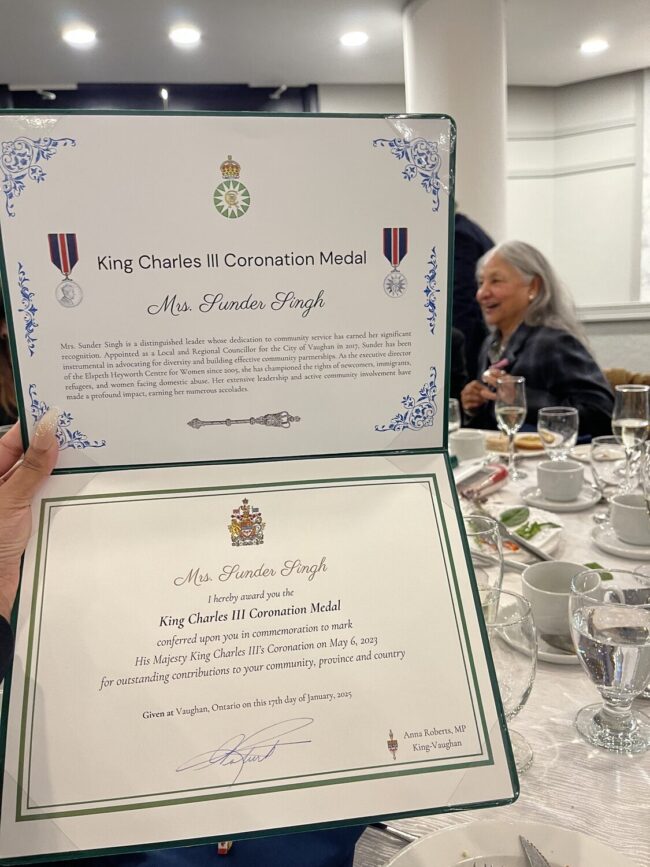 King Charles III Coronation Medal
Mrs. Sunder Singh
Mrs. Sunder Singh is a distinguished leader whose dedication to community service has earned her significant
recognition. Appointed as a Local and Regional Councillor for the City of Vaughan in 2017, Sunder has been
instrumental in advocating for diversity and building effective community partnerships. As the executive director
of the Elspeth Heyworth Centre for Women since 2005, she has championed the rights of newcomers, immigrants,
refugees, and women facing domestic abuse. Her extensive leadership and active community involvement have
made a profound impact, earning her numerous accolades.
Mrs. Sunder Singh
I hereby award you the
King Charles III Coronation Medal
conferred upon you in commemoration to mark
His Majesty King Charles III's Coronation on May 6, 2023
for outstanding contributions to your community, province and country
Given at Vaughan, Ontario on this 17th day of January, 2025
Anna Roberts, MP
King-Vaughan